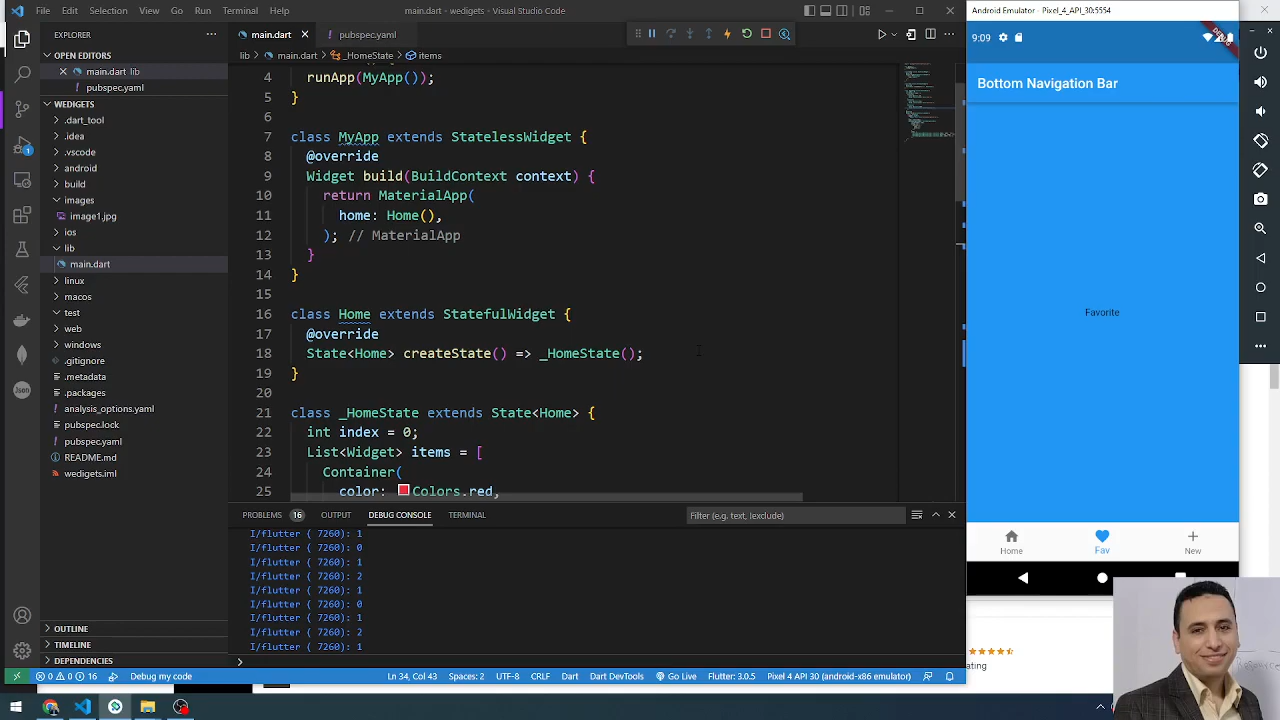 File Edit Selection View Go Run Terminal Help
main.dart - wedigets - Visual Studio Code
EXPLORER
OPEN EDITORS
main.dart lib
pubspec.yaml
WEDIGETS
.dart_tool
.idea
.vscode
android
build
images
image1.jpg
ios
lib
main.dart
linux
macos
test
web
windows
.gitignore
.metadata
.packages
analysis_options.yaml
pubspec.lock
pubspec.yaml
README.md
wedigets.iml
OUTLINE
TIMELINE
DEPENDENCIES
1
Json
main.dart
pubspec.yaml
lib > main.dart > _HomeState > items
4 runApp(MyApp());
5 }
6
7 class MyApp extends StatelessWidget {
8 @override
9 Widget build(BuildContext context) {
10 return MaterialApp(
11 home: Home(),
12 ); // MaterialApp
13 }
14 }
15
16 class Home extends StatefulWidget {
17 @override
18 State<Home> createState() => _HomeState();
19 }
20
21 class _HomeState extends State<Home> {
22 int index = 0;
23 List<Widget> items = [
24 Container(
25 color: Colors.red,
PROBLEMS 16 OUTPUT DEBUG CONSOLE TERMINAL
Filter (e.g. text, !exclude)
I/flutter ( 7260): 1
I/flutter ( 7260): 0
I/flutter ( 7260): 1
I/flutter ( 7260): 2
I/flutter ( 7260): 1
I/flutter ( 7260): 0
I/flutter ( 7260): 1
I/flutter ( 7260): 2
I/flutter ( 7260): 1
0 0 16 Debug my code
Ln 34, Col 43 Spaces: 2 UTF-8 CRLF Dart Dart DevTools Go Live Flutter: 3.0.5 Pixel 4 API 30 (android-x86 emulator)
Android Emulator - Pixel_4_API_30:5554
9:09
DEBUG
Bottom Navigation Bar
Favorite
Home
Fav
New
ating